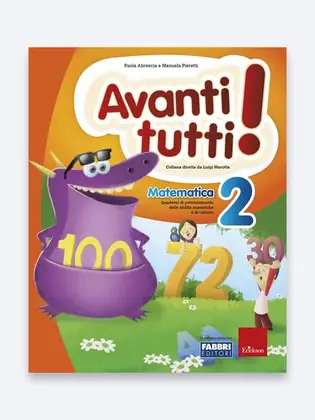 Paola Abrescia e Manuela Pieretti
Avanti
tutti!
Collana diretta da Luigi Marotta
Matematica 2
Quaderni di potenziamento
delle abilità numeriche
e di calcolo
100
72
30
FABBRI
EDITORI
Erickson